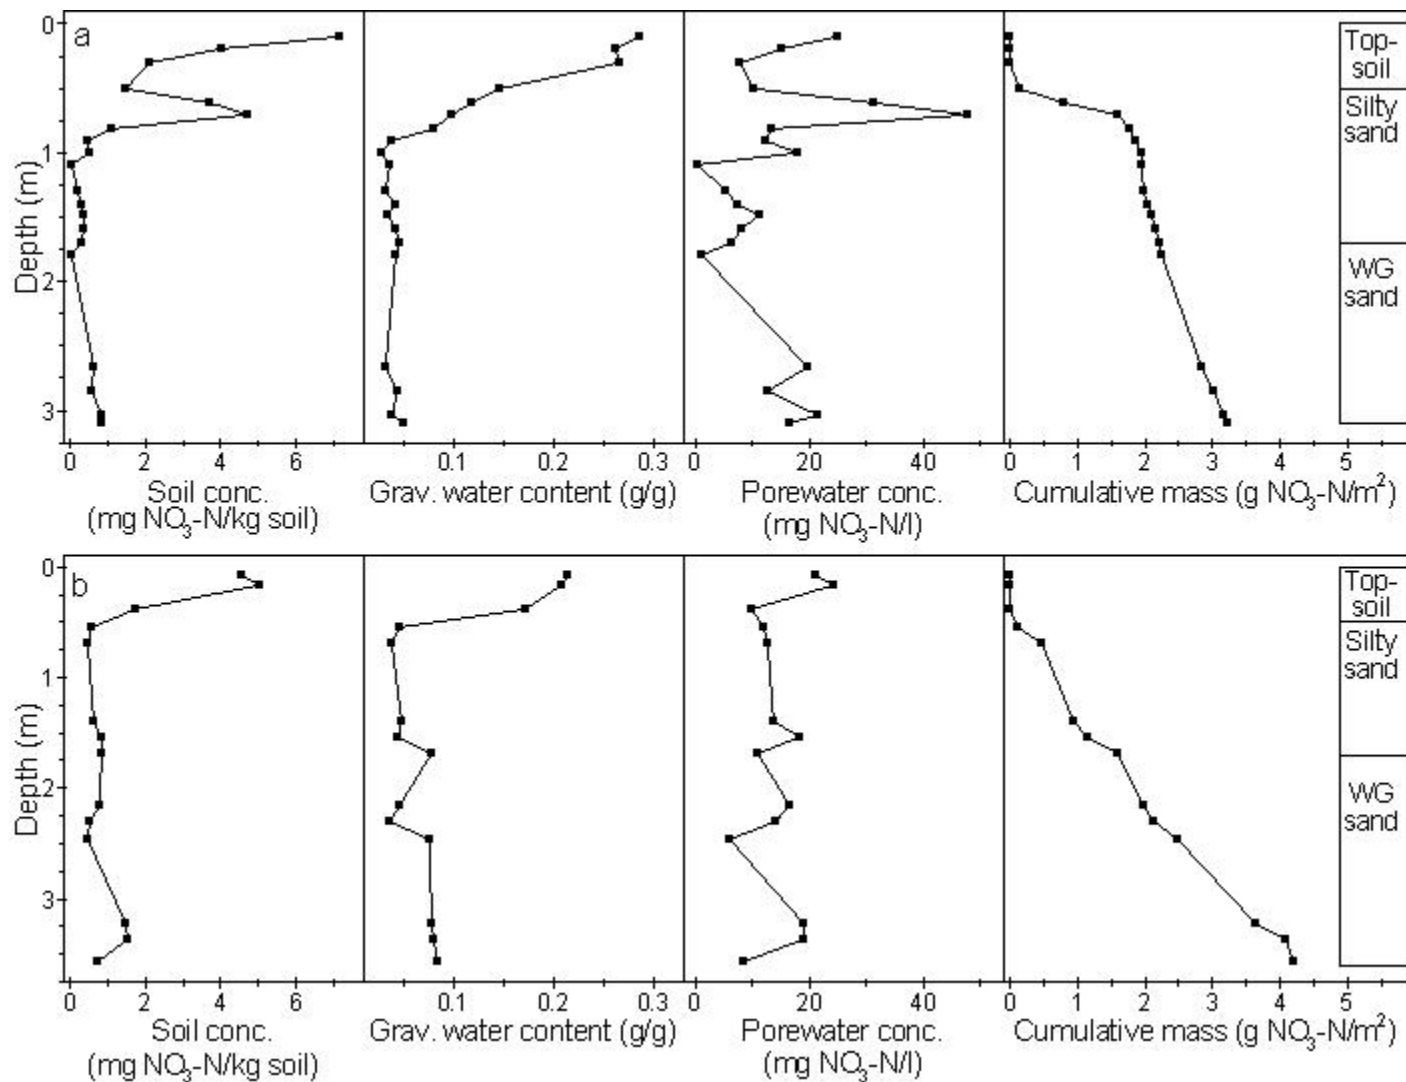 a
0
1
2
3
Depth (m)
0 2 4 6
Soil conc.
(mg NO3-N/kg soil)
0.1 0.2 0.3
Grav. water content (g/g)
0 20 40
Porewater conc.
(mg NO3-N/l)
0 1 2 3 4 5
Cumulative mass (g NO3-N/m²)
Top-
soil
Silty
sand
WG
sand
b
0
1
2
3
Depth (m)
0 2 4 6
Soil conc.
(mg NO3-N/kg soil)
0.1 0.2 0.3
Grav. water content (g/g)
0 20 40
Porewater conc.
(mg NO3-N/l)
0 1 2 3 4 5
Cumulative mass (g NO3-N/m²)
Top-
soil
Silty
sand
WG
sand